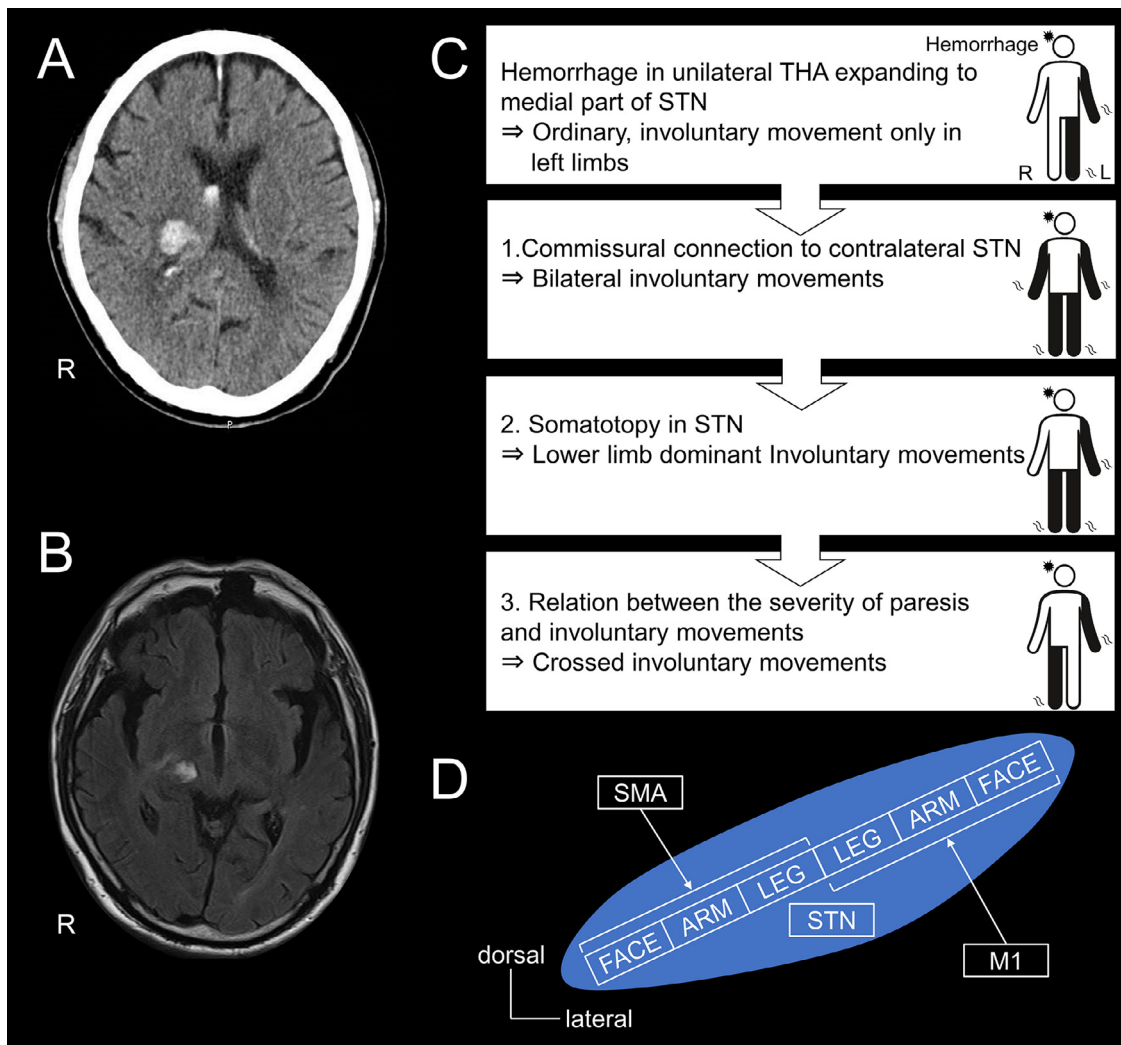 A
R
P
B
R
C
Hemorrhage
Hemorrhage in unilateral THA expanding to
medial part of STN
⇒ Ordinary, involuntary movement only in
left limbs
R L
1.Commissural connection to contralateral STN
⇒ Bilateral involuntary movements
2. Somatotopy in STN
⇒ Lower limb dominant Involuntary movements
3. Relation between the severity of paresis
and involuntary movements
⇒ Crossed involuntary movements
D
SMA
FACE ARM LEG LEG ARM FACE
STN
M1
dorsal
lateral